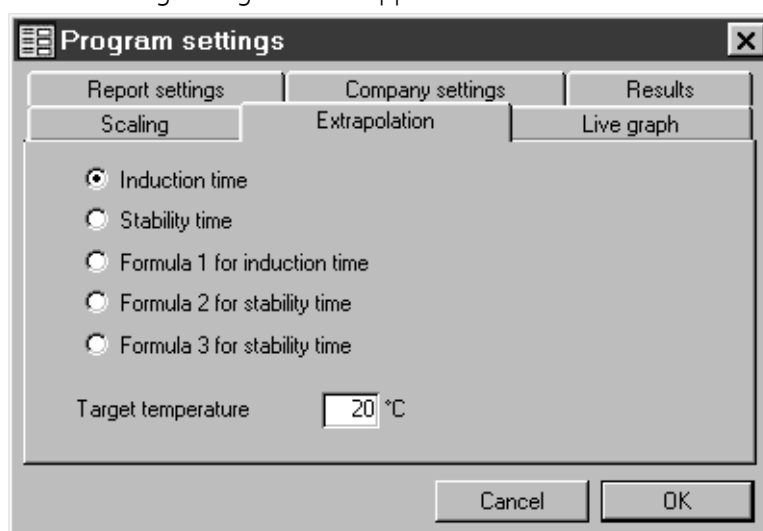 Program settings
Report settings Company settings Results
Scaling Extrapolation Live graph
Induction time
Stability time
Formula 1 for induction time
Formula 2 for stability time
Formula 3 for stability time
Target temperature 20 °C
Cancel OK